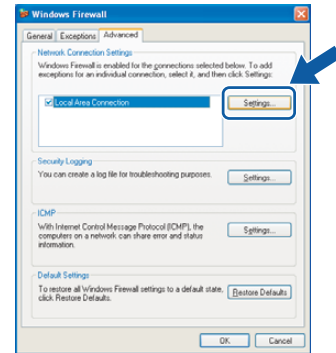 Windows Firewall
General Exceptions Advanced
Network Connection Settings
Windows Firewall is enabled for the connections selected below. To add
exceptions for an individual connection, select it, and then click Settings:
Local Area Connection
Settings...
Security Logging
You can create a log file for troubleshooting purposes.
Settings...
ICMP
With Internet Control Message Protocol (ICMP), the
computers on a network can share error and status
information.
Settings...
Default Settings
To restore all Windows Firewall settings to a default state,
click Restore Defaults.
Restore Defaults
OK Cancel